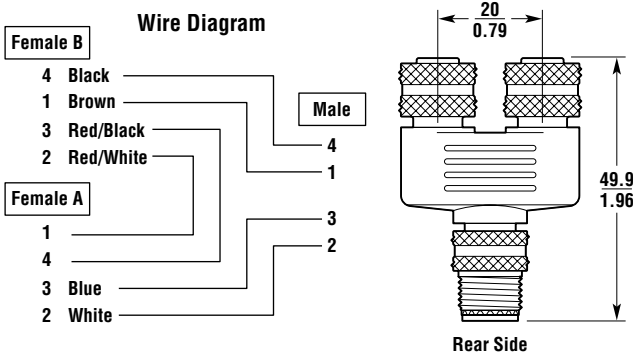 Wire Diagram
Female B
4 Black
1 Brown
3 Red/Black
2 Red/White
Female A
1
4
3 Blue
2 White
Male
4
1
3
2
20
0.79
49.9
1.96
Rear Side